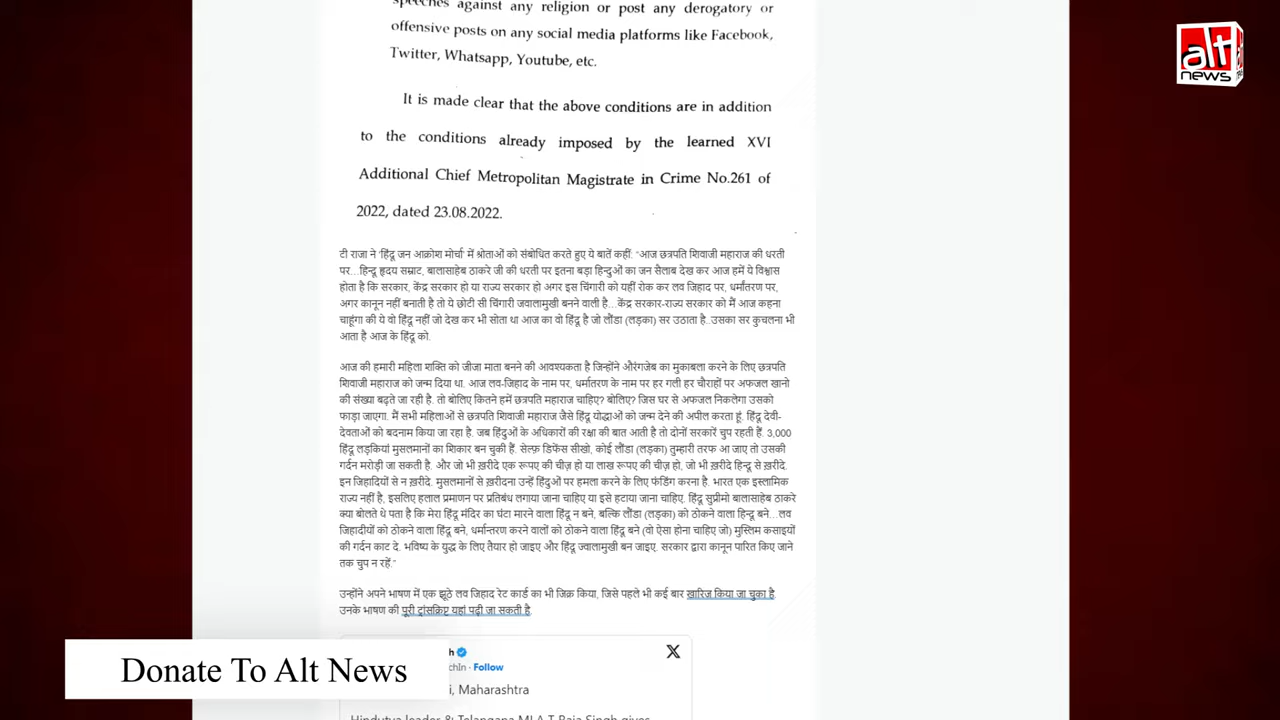 speeches against any religion or post any derogatory or
offensive posts on any social media platforms like Facebook,
Twitter, Whatsapp, Youtube, etc.
It is made clear that the above conditions are in addition
to the conditions already imposed by the learned XVI
Additional Chief Metropolitan Magistrate in Crime No.261 of
2022, dated 23.08.2022.
टी राजा ने 'हिंदू जन आक्रोश मोर्चा' में श्रोताओं को संबोधित करते हुए ये बातें कहीं: "आज छत्रपति शिवाजी महाराज की धरती
पर...हिन्दू हृदय सम्राट, बालासाहेब ठाकरे जी की धरती पर इतना बड़ा हिन्दुओं का जन सैलाब देख कर आज हमें ये विश्वास
होता है कि सरकार, केंद्र सरकार हो या राज्य सरकार हो अगर इस चिंगारी को यहीं रोक कर लव जिहाद पर, धर्मांतरण पर,
अगर कानून नहीं बनाती है तो ये छोटी सी चिंगारी जवालामुखी बनने वाली है...केंद्र सरकार-राज्य सरकार को मैं आज कहना
चाहूंगा की ये वो हिंदू नहीं जो देख कर भी सोता था आज का वो हिंदू है जो लौंडा (लड़का) सर उठाता है..उसका सर कुचलना भी
आता है आज के हिंदू को.
आज की हमारी महिला शक्ति को जीजा माता बनने की आवश्यकता है जिन्होंने औरंगजेब का मुकाबला करने के लिए छत्रपति
शिवाजी महाराज को जन्म दिया था. आज लव-जिहाद के नाम पर, धर्मातरण के नाम पर हर गली हर चौराहों पर अफजल खानो
की संख्या बढ़ते जा रही है. तो बोलिए कितने हमें छत्रपति महाराज चाहिए? बोलिए? जिस घर से अफजल निकलेगा उसको
फाड़ा जाएगा. मैं सभी महिलाओं से छत्रपति शिवाजी महाराज जैसे हिंदू योद्धाओं को जन्म देने की अपील करता हूं. हिंदू देवी-
देवताओं को बदनाम किया जा रहा है. जब हिंदुओं के अधिकारों की रक्षा की बात आती है तो दोनों सरकारें चुप रहती हैं. 3,000
हिंदू लड़कियां मुसलमानों का शिकार बन चुकी हैं. सेल्फ़ डिफेंस सीखो, कोई लौंडा (लड़का) तुम्हारी तरफ आ जाए तो उसकी
गर्दन मरोड़ी जा सकती है. और जो भी ख़रीदे एक रूपए की चीज़ हो या लाख रूपए की चीज़ हो, जो भी ख़रीदे हिन्दू से ख़रीदे.
इन जिहादियों से न ख़रीदे. मुसलमानों से ख़रीदना उन्हें हिंदुओं पर हमला करने के लिए फंडिंग करना है. भारत एक इस्लामिक
राज्य नहीं है, इसलिए हलाल प्रमाणन पर प्रतिबंध लगाया जाना चाहिए या इसे हटाया जाना चाहिए. हिंदू सुप्रीमो बालासाहेब ठाकरे
क्या बोलते थे पता है कि मेरा हिंदू मंदिर का घंटा मारने वाला हिंदू न बने, बल्कि लौंडा (लड़का) को ठोकने वाला हिन्दू बने...लव
जिहादीयों को ठोकने वाला हिंदू बने, धर्मान्तरण करने वालों को ठोकने वाला हिंदू बने (वो ऐसा होना चाहिए जो) मुस्लिम कसाइयों
की गर्दन काट दे. भविष्य के युद्ध के लिए तैयार हो जाइए और हिंदू ज्वालामुखी बन जाइए. सरकार द्वारा कानून पारित किए जाने
तक चुप न रहें."
उन्होंने अपने भाषण में एक झूठे लव जिहाद रेट कार्ड का भी जिक्र किया, जिसे पहले भी कई बार ख़ारिज किया जा चुका है.
उनके भाषण की पूरी ट्रांसक्रिप्ट यहां पढ़ी जा सकती है.
Follow
Maharashtra
Hindutva leader & Telangana MLA T Raja Singh gives
Donate To Alt News
alt
news